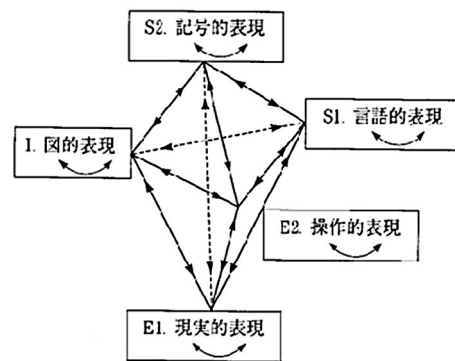 S2. 記号的表現
I. 図的表現
S1. 言語的表現
E2. 操作的表現
E1. 現実的表現